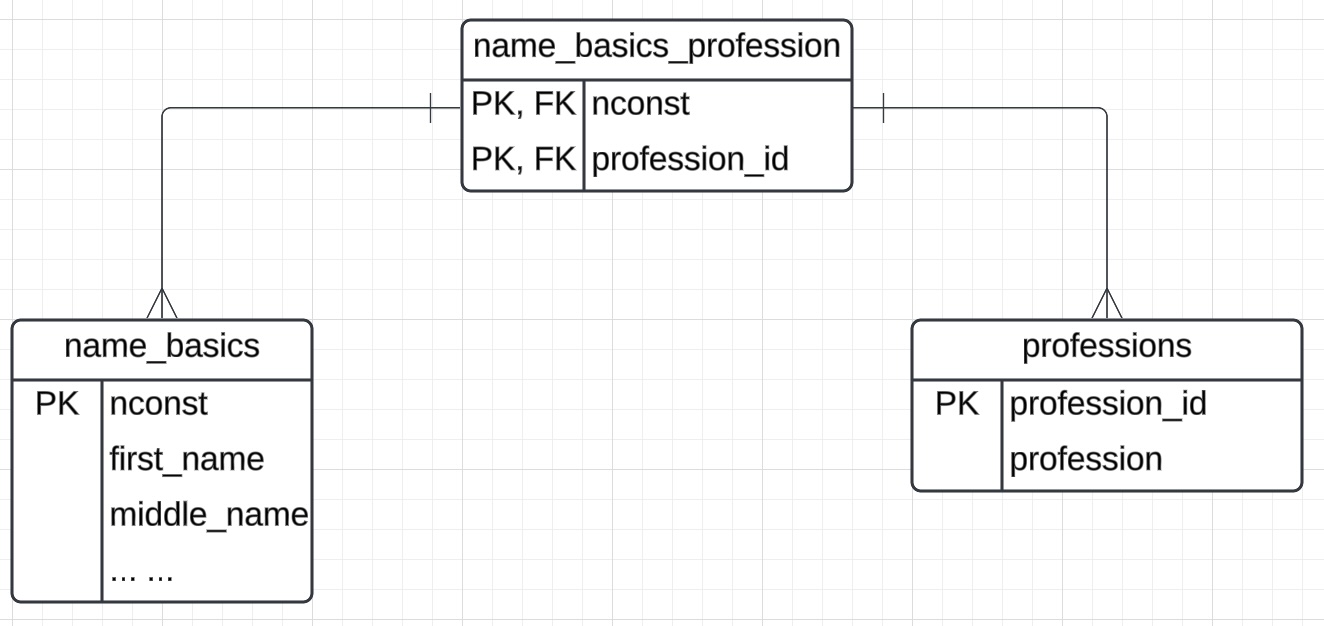 name_basics_profession
PK, FK nconst
PK, FK profession_id
name_basics
PK nconst
first_name
middle_name
... ...
professions
PK profession_id
profession